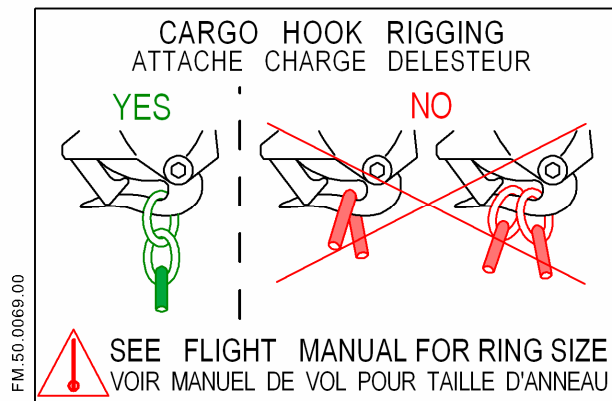 CARGO HOOK RIGGING
ATTACHE CHARGE DELESTEUR
YES
NO
SEE FLIGHT MANUAL FOR RING SIZE
VOIR MANUEL DE VOL POUR TAILLE D'ANNEAU
FM.50.0069.00